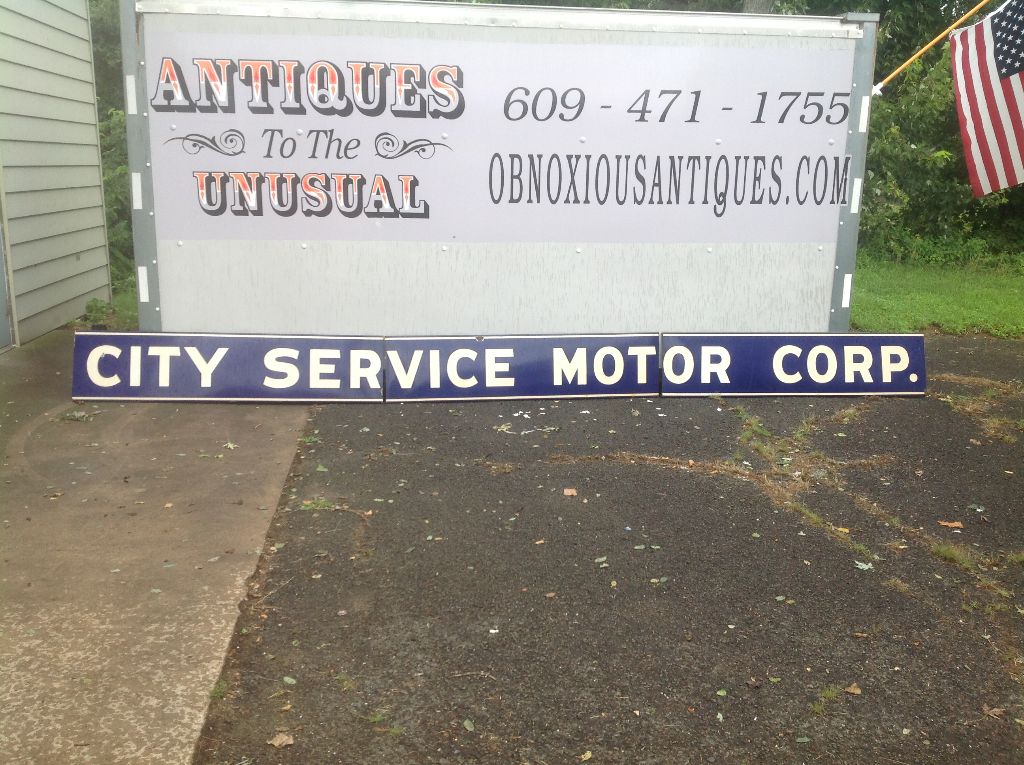 ANTIQUES
To The
UNUSUAL
609 - 471 - 1755
OBNOXIOUSANTIQUES.COM
CITY SERVICE MOTOR CORP.